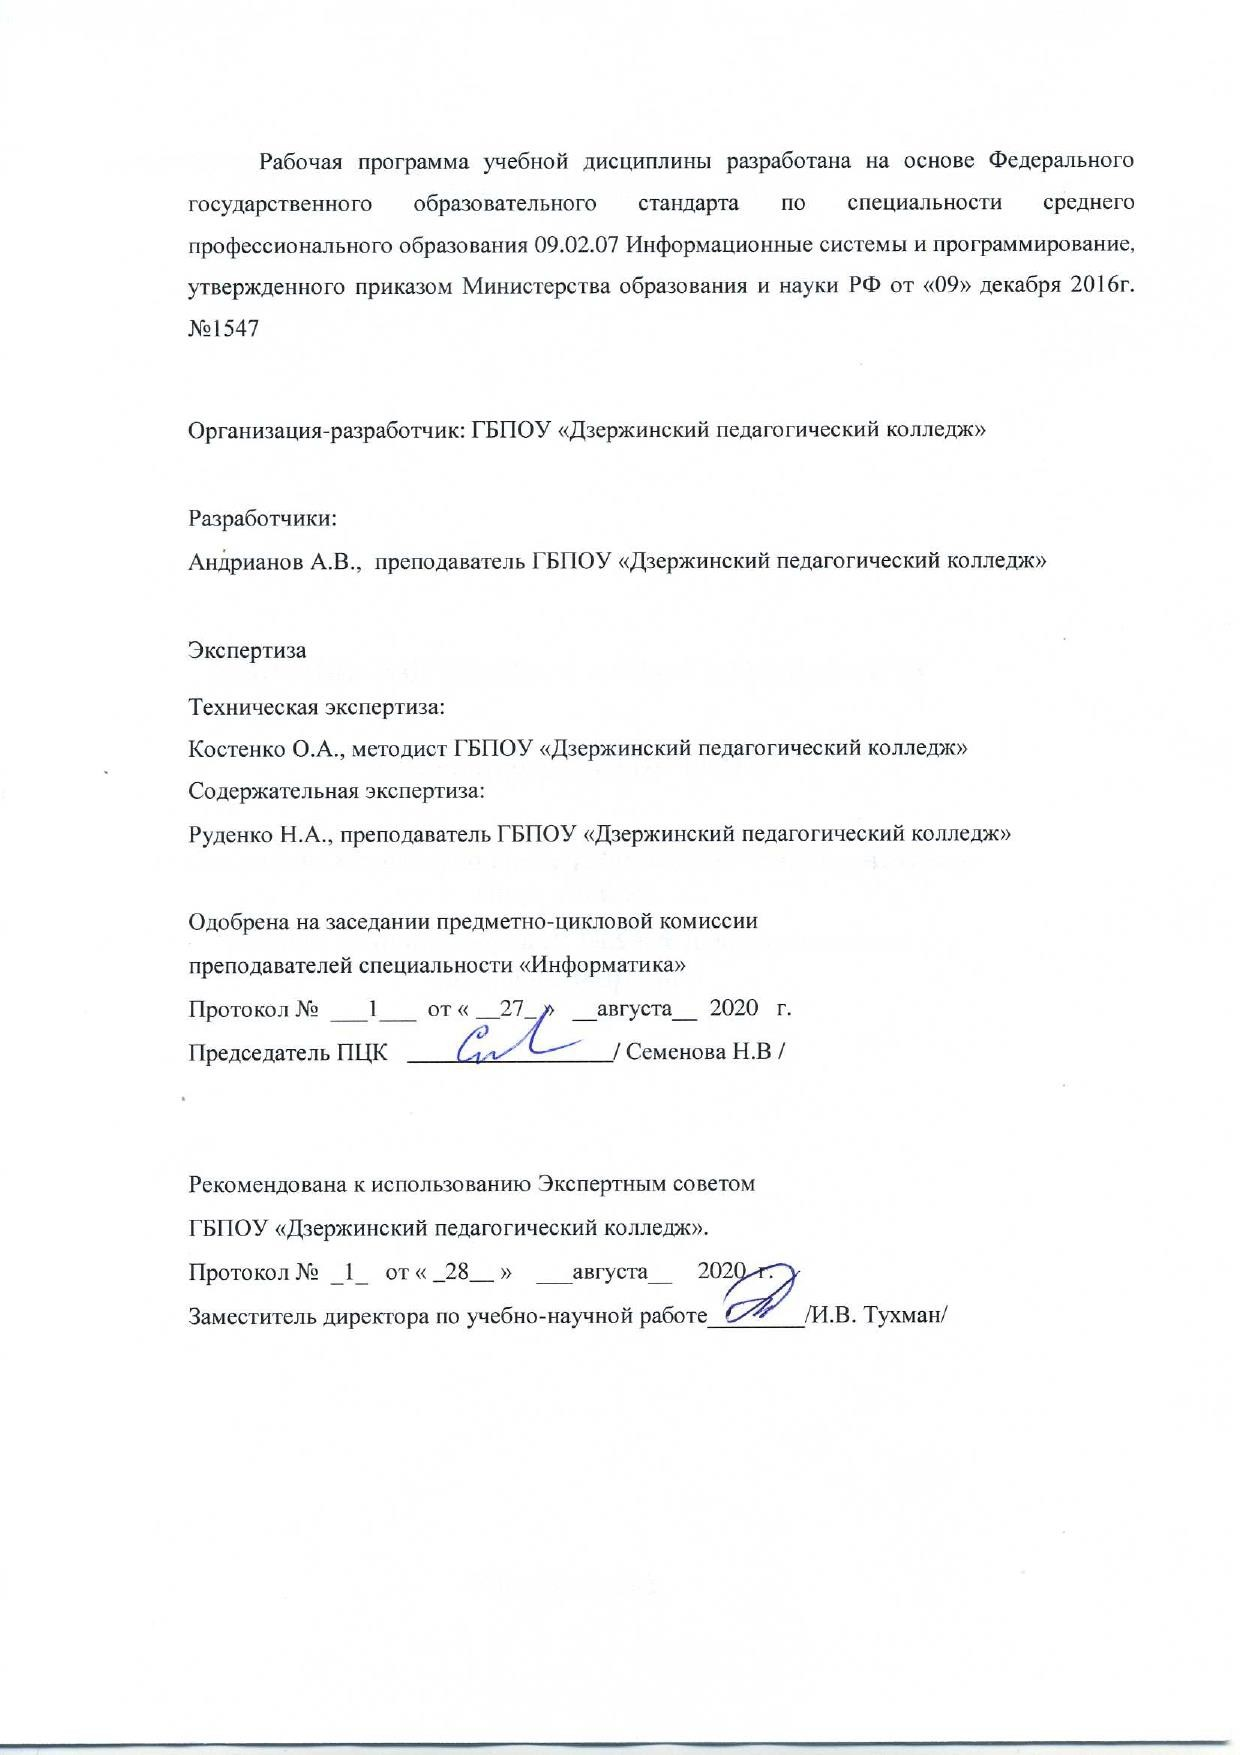 Рабочая программа учебной дисциплины разработана на основе Федерального
государственного образовательного стандарта по специальности среднего
профессионального образования 09.02.07 Информационные системы и программирование,
утвержденного приказом Министерства образования и науки РФ от «09» декабря 2016г.
№1547
Организация-разработчик: ГБПОУ «Дзержинский педагогический колледж»
Разработчики:
Андрианов А.В., преподаватель ГБПОУ «Дзержинский педагогический колледж»
Экспертиза
Техническая экспертиза:
Костенко О.А., методист ГБПОУ «Дзержинский педагогический колледж»
Содержательная экспертиза:
Руденко Н.А., преподаватель ГБПОУ «Дзержинский педагогический колледж»
Одобрена на заседании предметно-цикловой комиссии
преподавателей специальности «Информатика»
Протокол № ___1___ от « __27_ » __августа__ 2020 г.
Председатель ПЦК _________________/ Семенова Н.В /
Рекомендована к использованию Экспертным советом
ГБПОУ «Дзержинский педагогический колледж».
Протокол № _1_ от « _28__ » ___августа__ 2020 г.
Заместитель директора по учебно-научной работе________/И.В. Тухман/